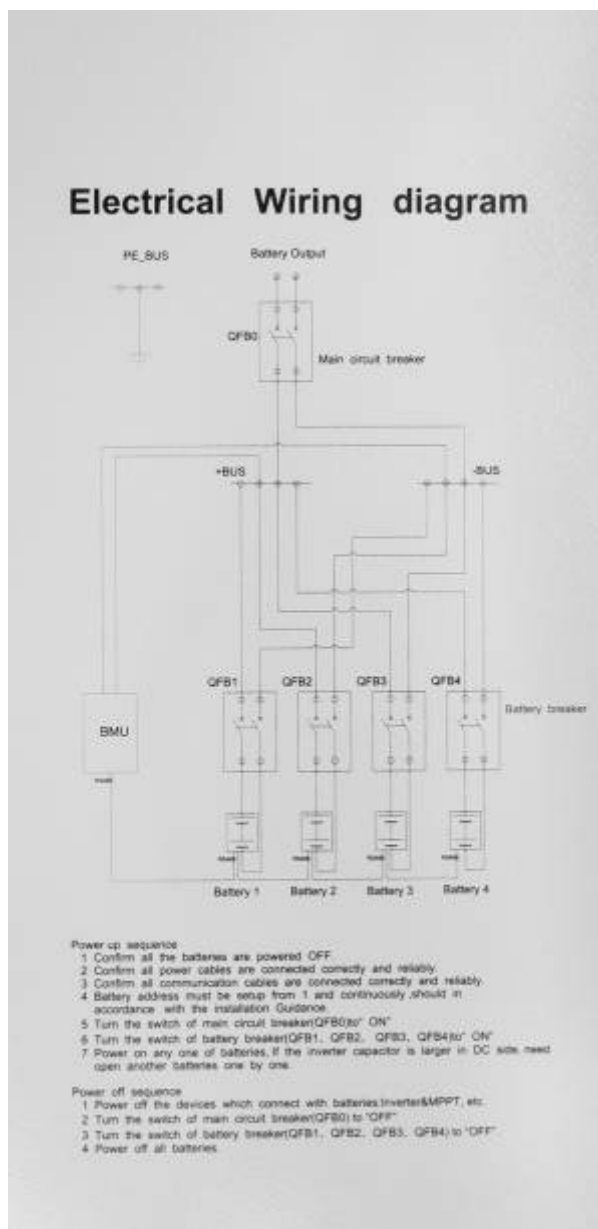 Electrical Wiring diagram
PE_BUS
Battery Output
QFB0
Main circuit breaker
+BUS
-BUS
QFB1
QFB2
QFB3
QFB4
Battery breaker
BMU
Battery 1
Battery 2
Battery 3
Battery 4
Power up sequence
1 Confirm all the batteries are powered OFF.
2 Confirm all power cables are connected correctly and reliably.
3 Confirm all communication cables are connected correctly and reliably.
4 Battery address must be setup from 1 and continuously ,should in
accordance with the installation Guidance.
5 Turn the switch of main circuit breaker(QFB0)to" ON"
6 Turn the switch of battery breaker(QFB1、QFB2、QFB3、QFB4)to" ON"
7 Power on any one of batteries, If the inverter capacitor is larger in DC side, need
open another batteries one by one.
Power off sequence
1 Power off the devices which connect with batteries:Inverter&MPPT, etc.
2 Turn the switch of main circuit breaker(QFB0) to "OFF"
3 Turn the switch of battery breaker(QFB1、QFB2、QFB3、QFB4) to "OFF".
4 Power off all batteries.